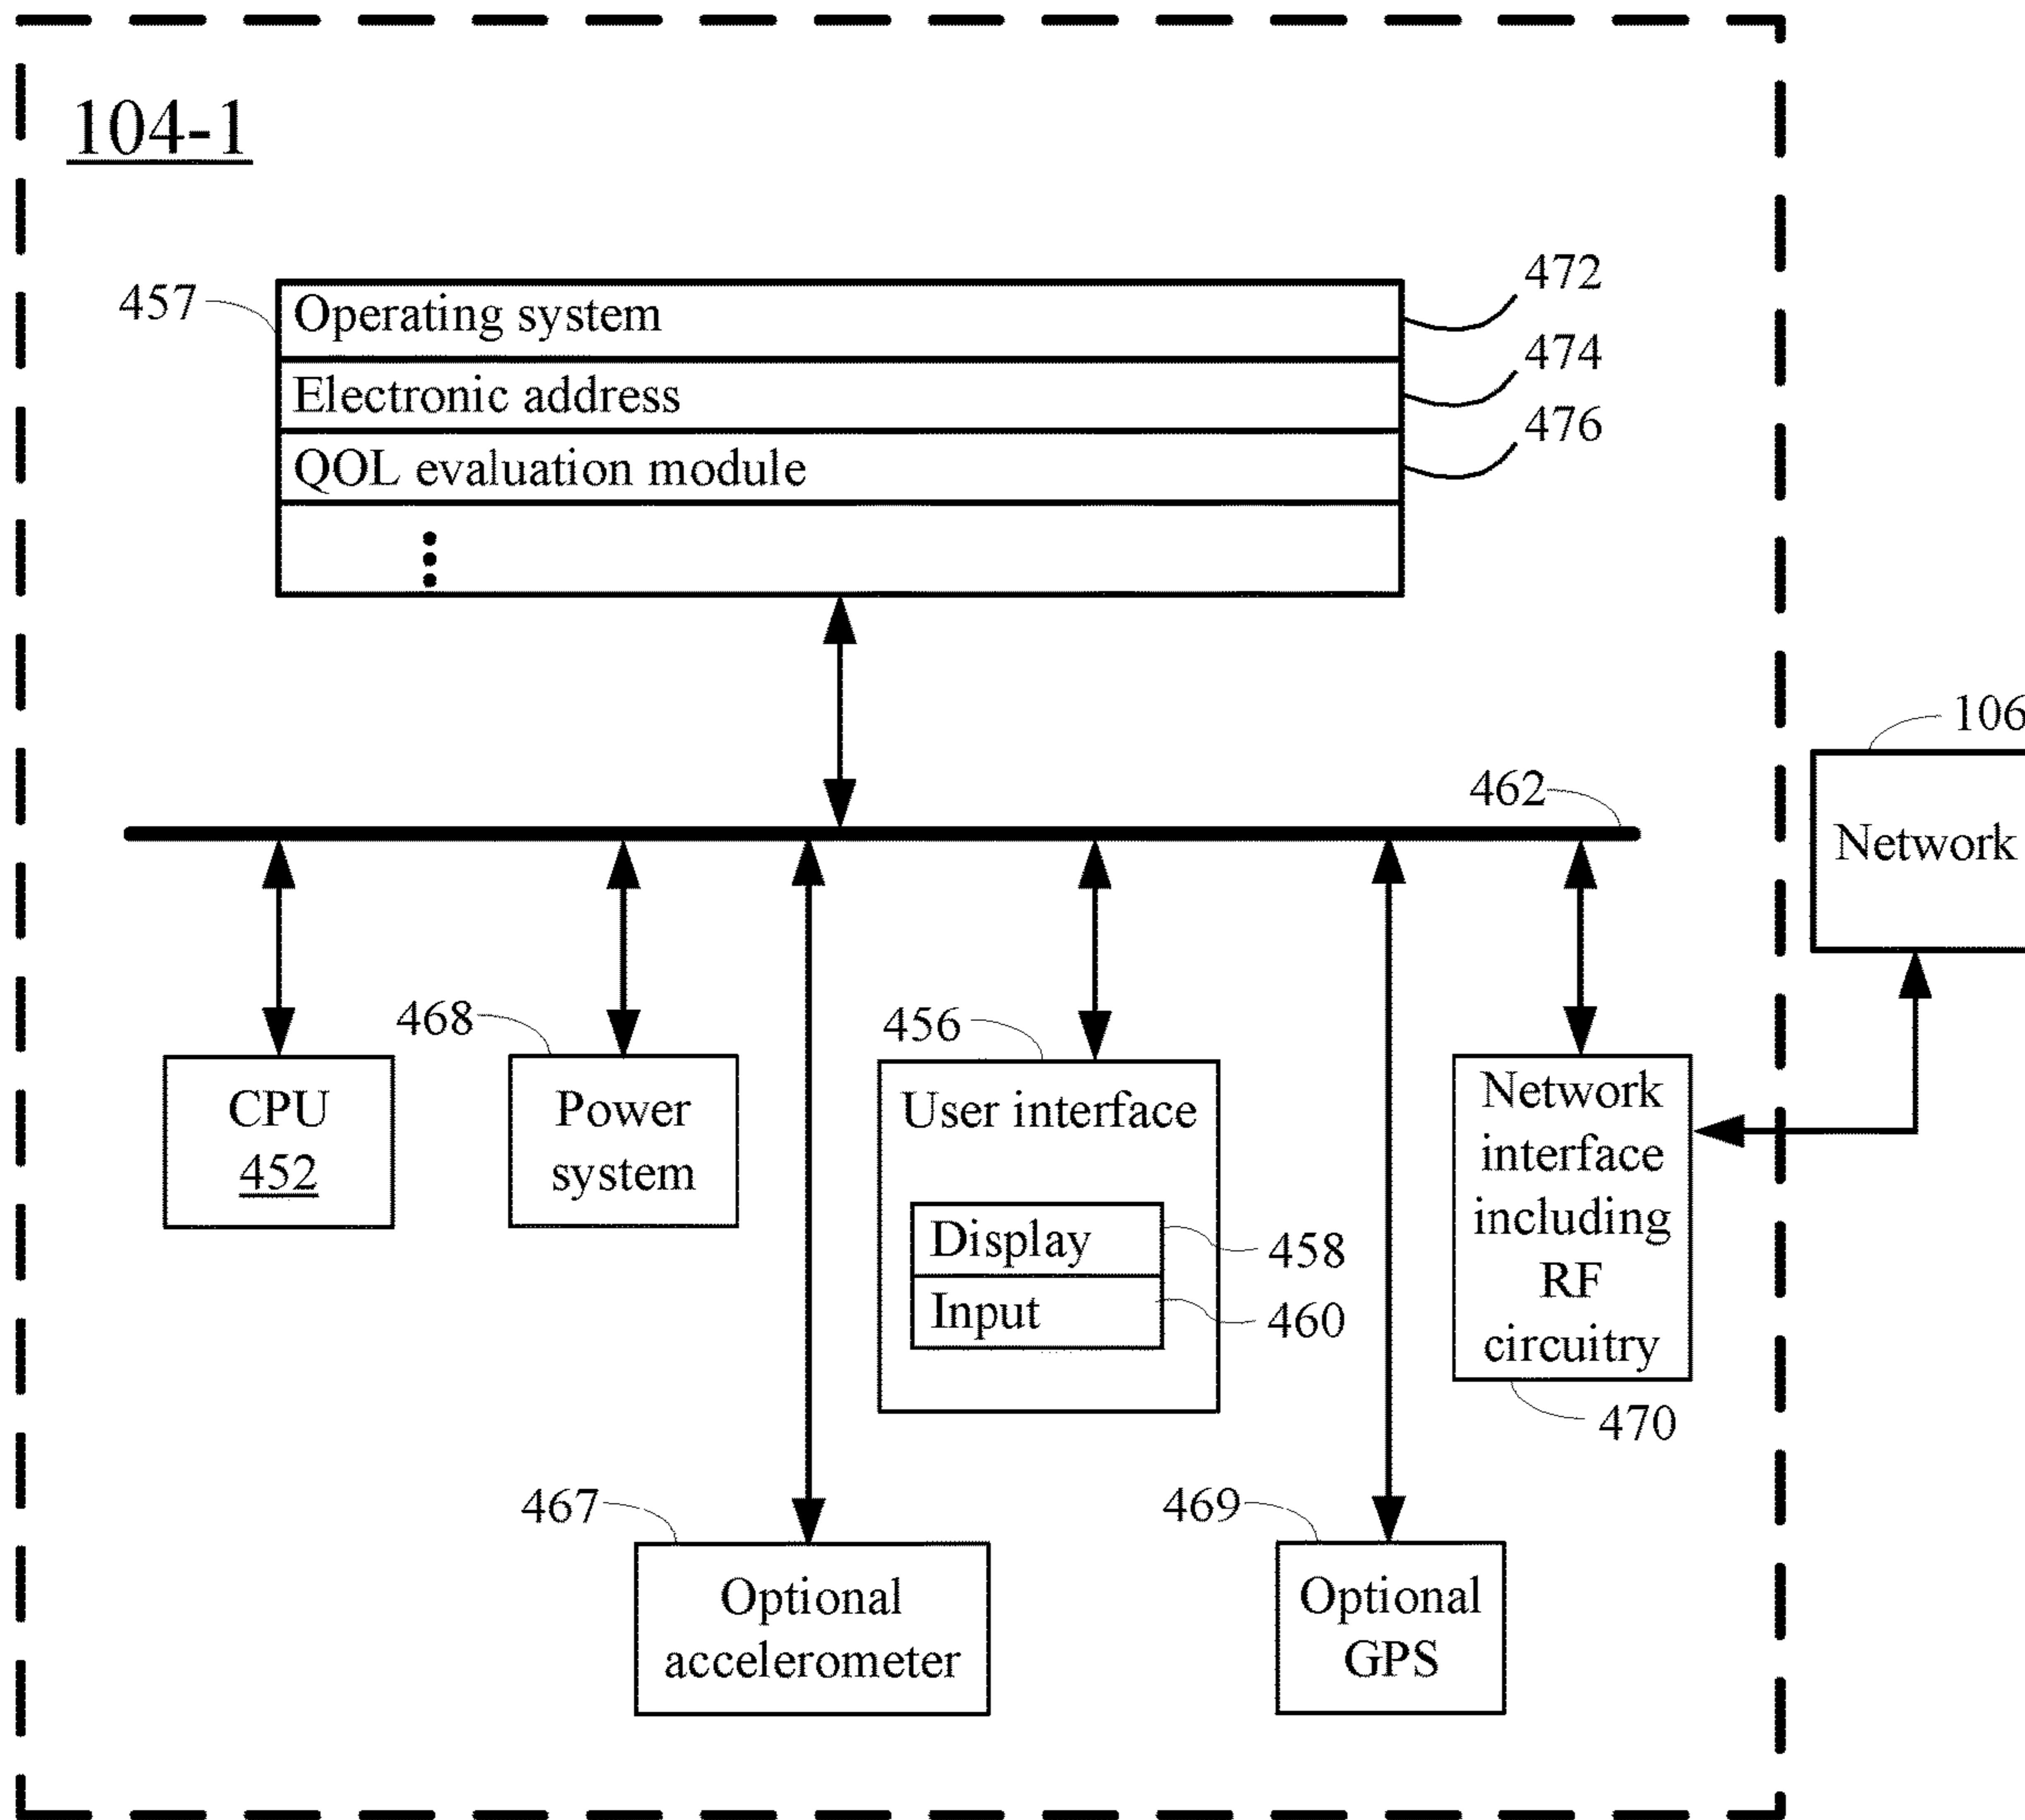 104-1
457
Operating system
472
Electronic address
474
QOL evaluation module
476
106
Network
462
468
456
CPU
452
Power
system
User interface
Display
458
Input
460
Network
interface
including
RF
circuitry
470
467
469
Optional
accelerometer
Optional
GPS